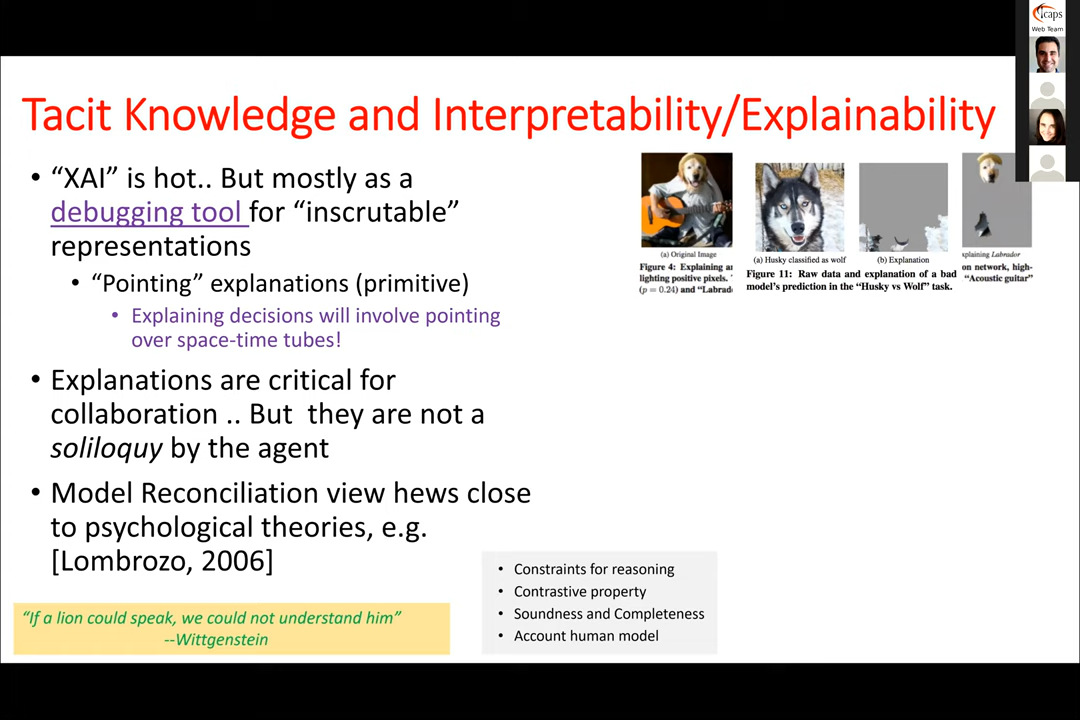 icaps
Web Team
Tacit Knowledge and Interpretability/Explainability
• “XAI” is hot.. But mostly as a
debugging tool for “inscrutable”
representations
• “Pointing” explanations (primitive)
• Explaining decisions will involve pointing
over space-time tubes!
• Explanations are critical for
collaboration .. But they are not a
soliloquy by the agent
• Model Reconciliation view hews close
to psychological theories, e.g.
[Lombrozo, 2006]
“If a lion could speak, we could not understand him”
--Wittgenstein
• Constraints for reasoning
• Contrastive property
• Soundness and Completeness
• Account human model
(a) Original Image
Figure 4: Explaining
lighting positive pixels.
(p = 0.24) and “Labra
(a) Husky classified as wolf
(b) Explanation
Figure 11: Raw data and explanation of a bad
model’s prediction in the “Husky vs Wolf” task.
xplaining Labrador
on network, high-
“Acoustic guitar”